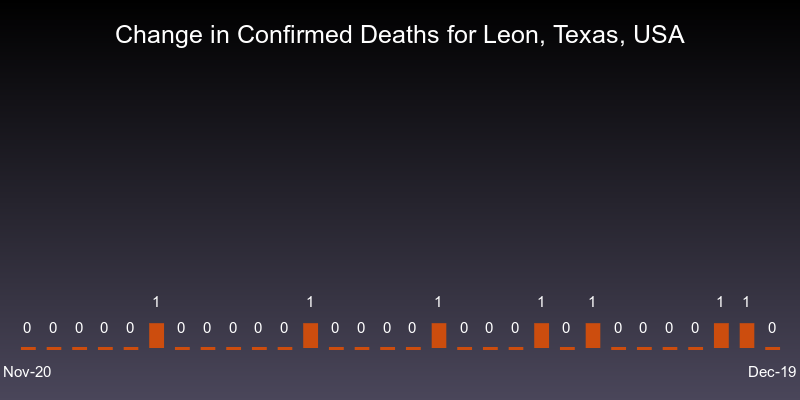 Change in Confirmed Deaths for Leon, Texas, USA
1 1 1 1 1 1 1
0 0 0 0 0 0 0 0 0 0 0 0 0 0 0 0 0 0 0 0 0 0 0
Nov-20 Dec-19